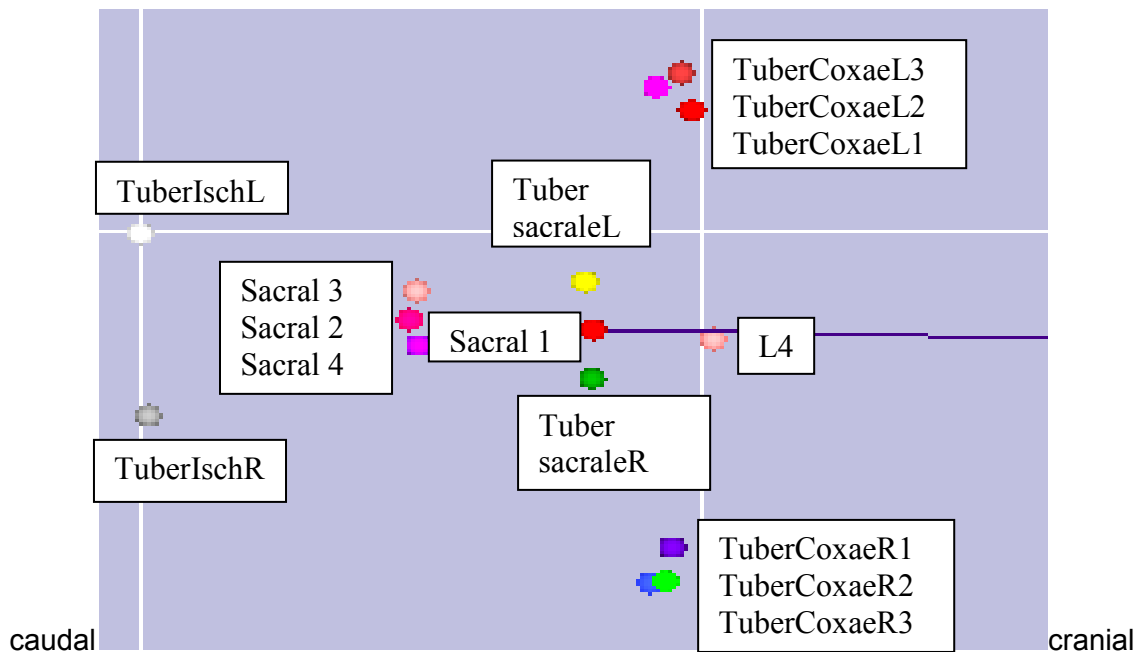 TuberCoxaeL3
TuberCoxaeL2
TuberCoxaeL1
TuberIschL
Tuber
sacraleL
Sacral 3
Sacral 2
Sacral 4
Sacral 1
L4
TuberIschR
Tuber
sacraleR
TuberCoxaeR1
TuberCoxaeR2
TuberCoxaeR3
caudal
cranial